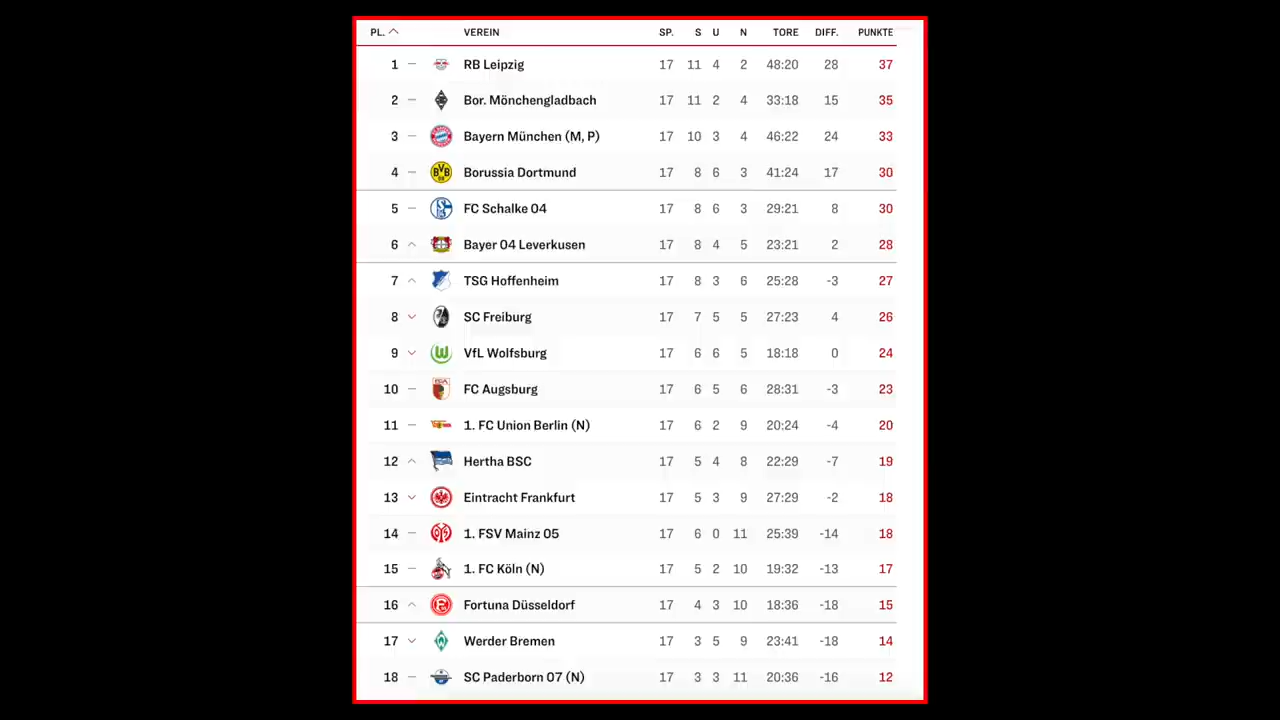 PL. VEREIN SP. S U N TORE DIFF. PUNKTE
1 – RB Leipzig 17 11 4 2 48:20 28 37
2 – Bor. Mönchengladbach 17 11 2 4 33:18 15 35
3 – Bayern München (M, P) 17 10 3 4 46:22 24 33
4 – Borussia Dortmund 17 8 6 3 41:24 17 30
5 – FC Schalke 04 17 8 6 3 29:21 8 30
6 Bayer 04 Leverkusen 17 8 4 5 23:21 2 28
7 TSG Hoffenheim 17 8 3 6 25:28 -3 27
8 SC Freiburg 17 7 5 5 27:23 4 26
9 VfL Wolfsburg 17 6 6 5 18:18 0 24
10 – FC Augsburg 17 6 5 6 28:31 -3 23
11 – 1. FC Union Berlin (N) 17 6 2 9 20:24 -4 20
12 Hertha BSC 17 5 4 8 22:29 -7 19
13 Eintracht Frankfurt 17 5 3 9 27:29 -2 18
14 – 1. FSV Mainz 05 17 6 0 11 25:39 -14 18
15 – 1. FC Köln (N) 17 5 2 10 19:32 -13 17
16 Fortuna Düsseldorf 17 4 3 10 18:36 -18 15
17 Werder Bremen 17 3 5 9 23:41 -18 14
18 – SC Paderborn 07 (N) 17 3 3 11 20:36 -16 12